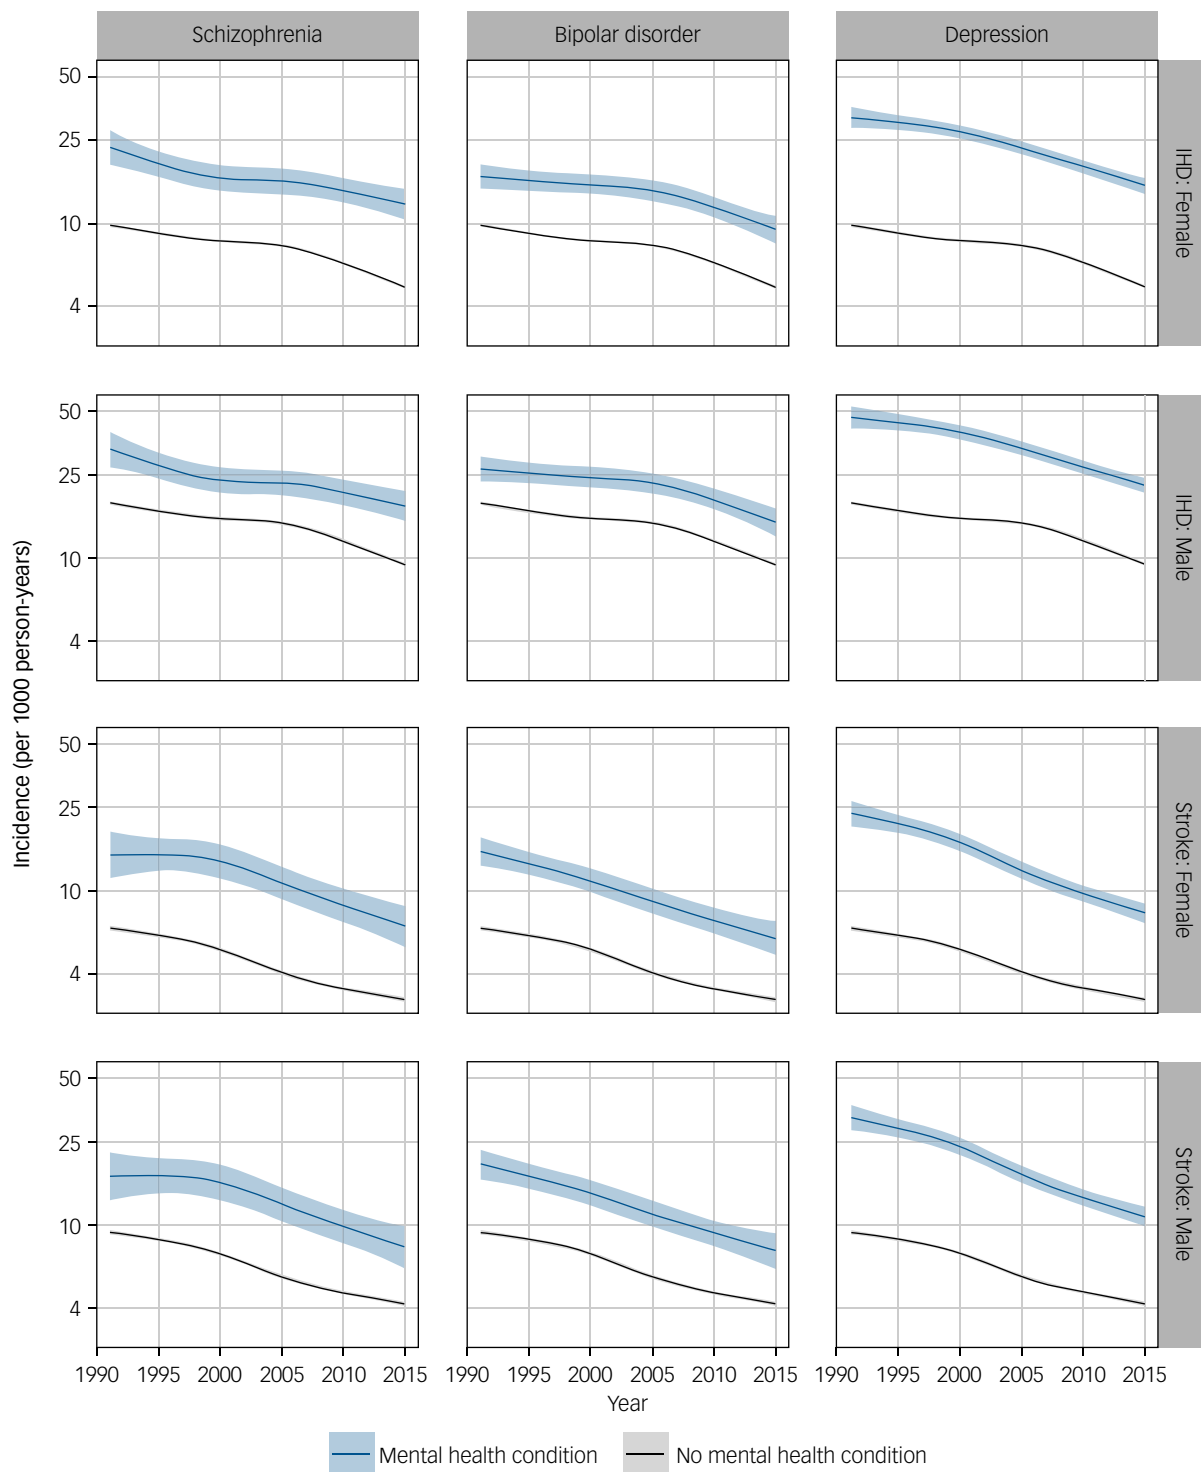 Schizophrenia
Bipolar disorder
Depression
50
25
10
4
IHD: Female
50
25
10
4
IHD: Male
Incidence (per 1000 person-years)
50
25
10
4
Stroke: Female
50
25
10
4
Stroke: Male
1990 1995 2000 2005 2010 2015
1990 1995 2000 2005 2010 2015
1990 1995 2000 2005 2010 2015
Year
Mental health condition
No mental health condition